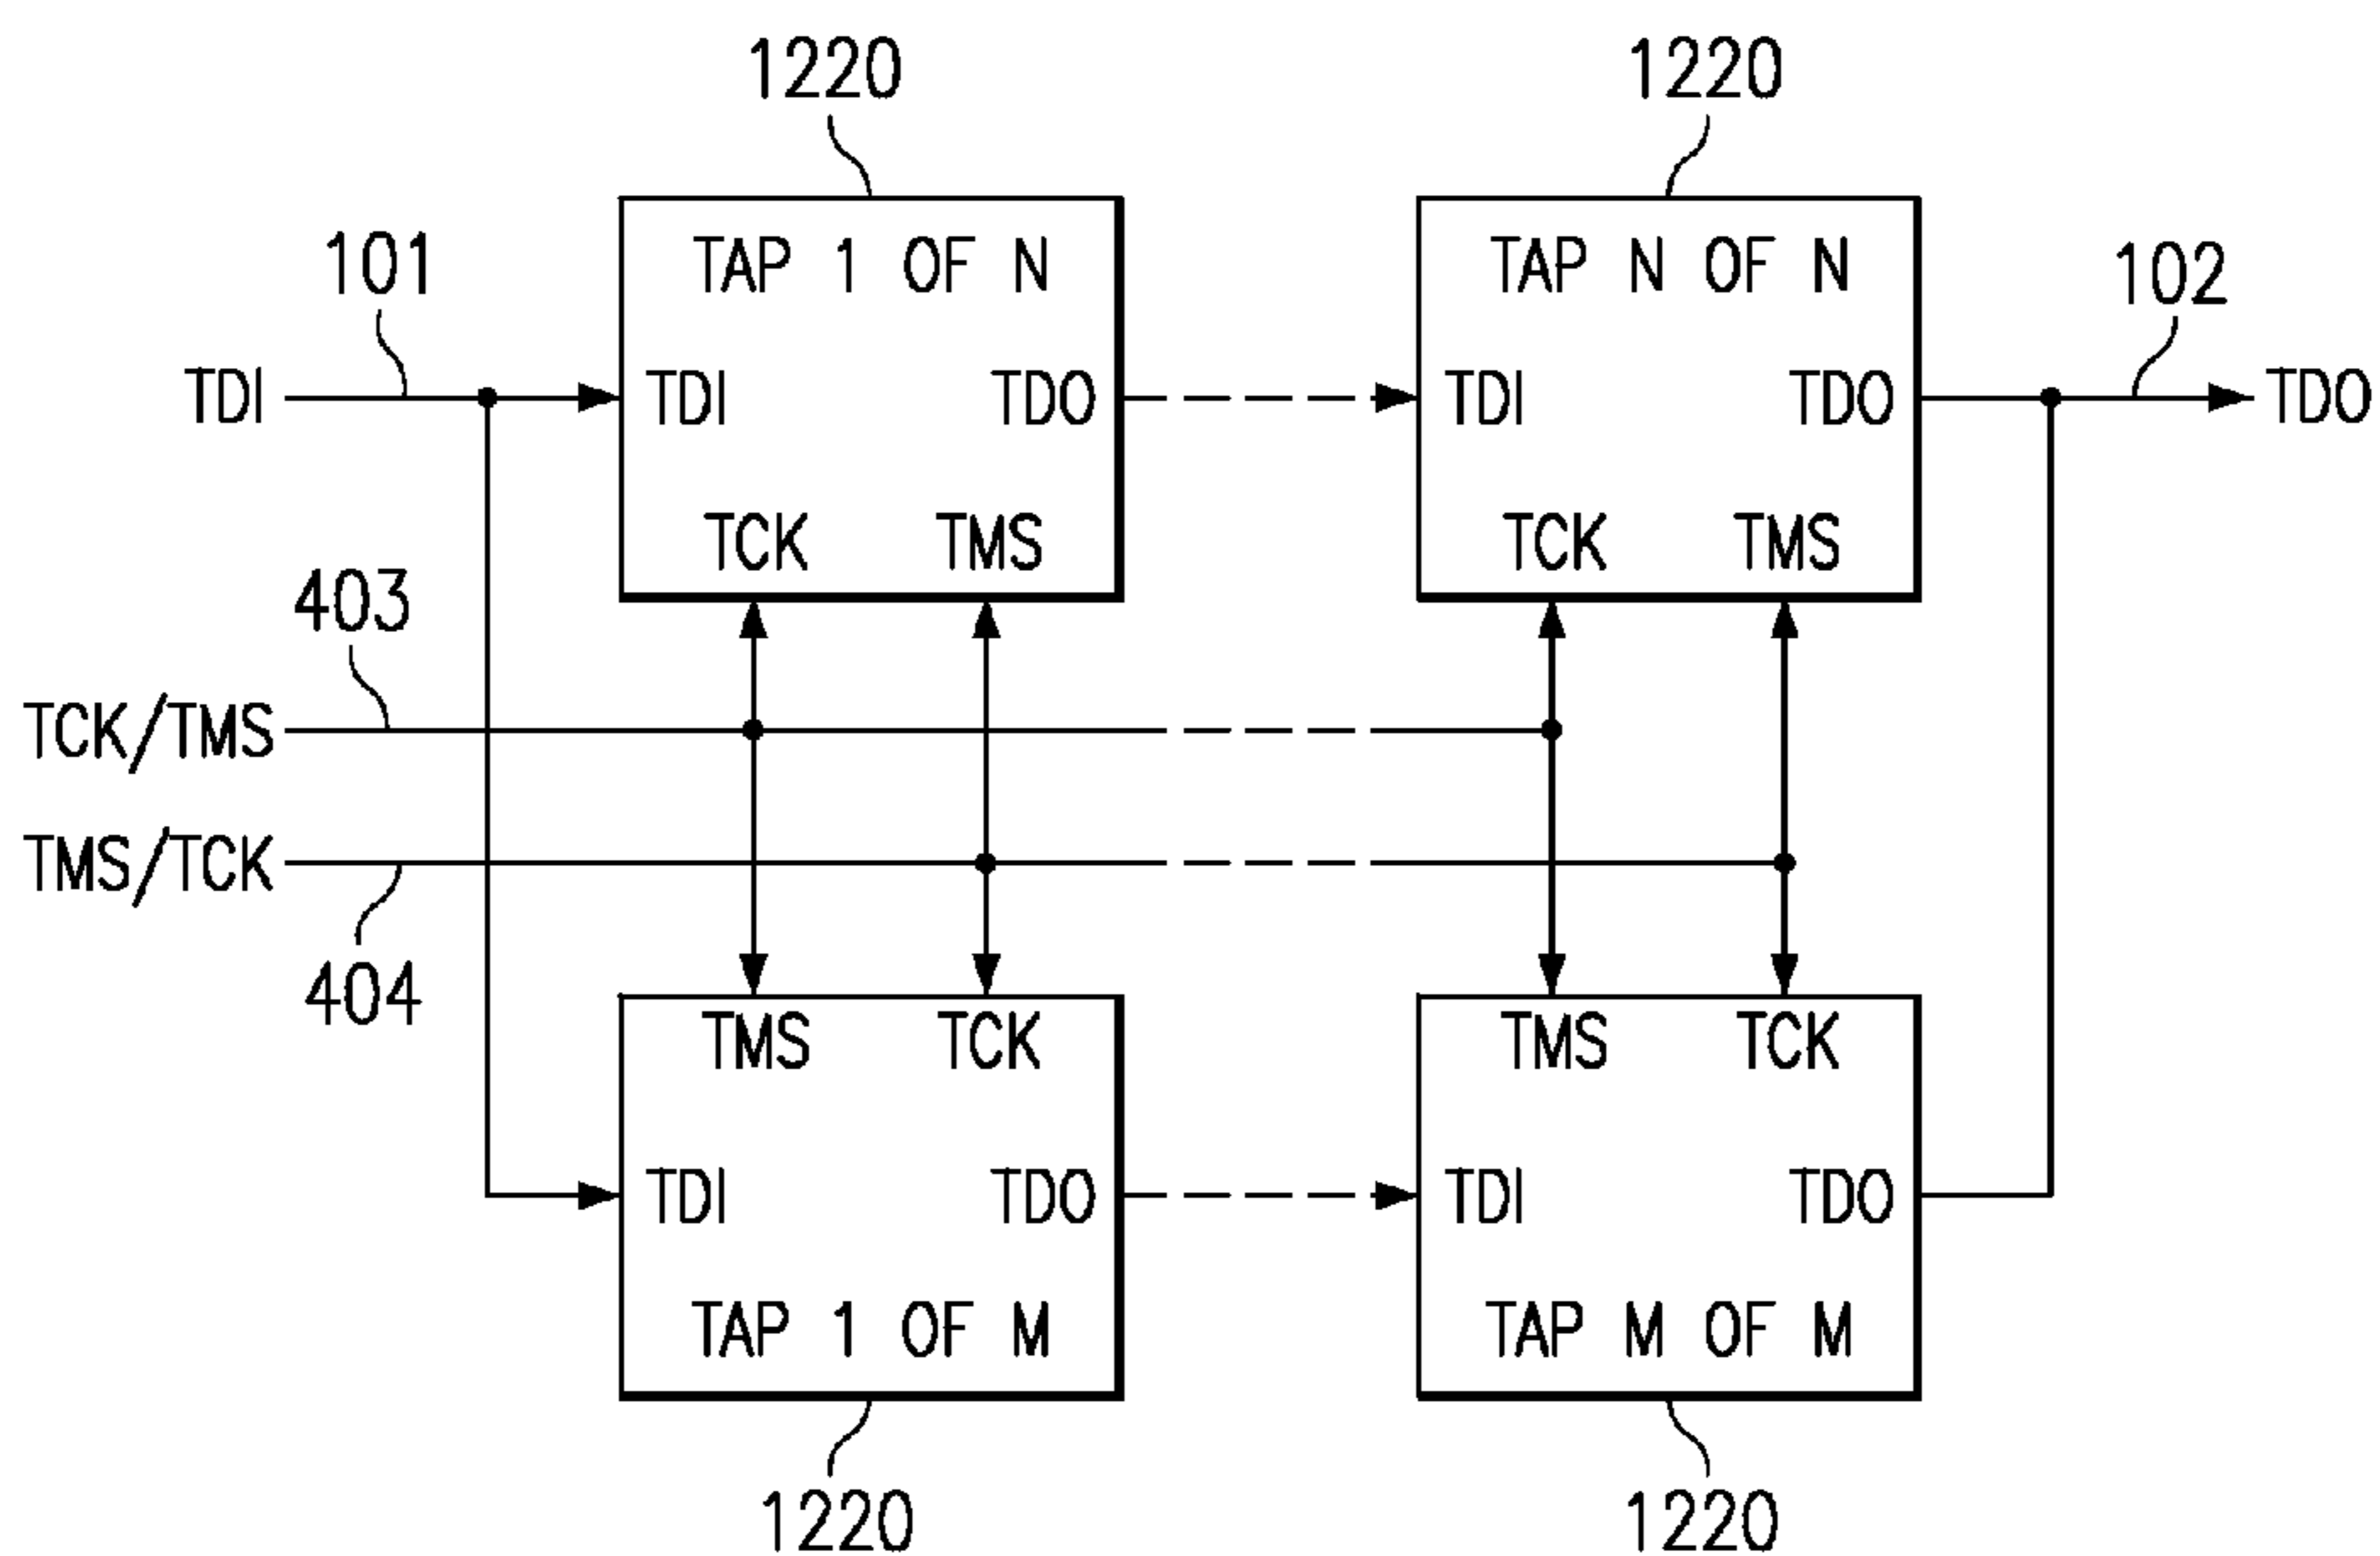 1220
1220
101
TAP 1 OF N
TAP N OF N
102
TDI
TDI
TDO
TDI
TDO
TDO
TCK
TMS
TCK
TMS
403
TCK/TMS
TMS/TCK
404
TMS
TCK
TMS
TCK
TDI
TDO
TDI
TDO
TAP 1 OF M
TAP M OF M
1220
1220